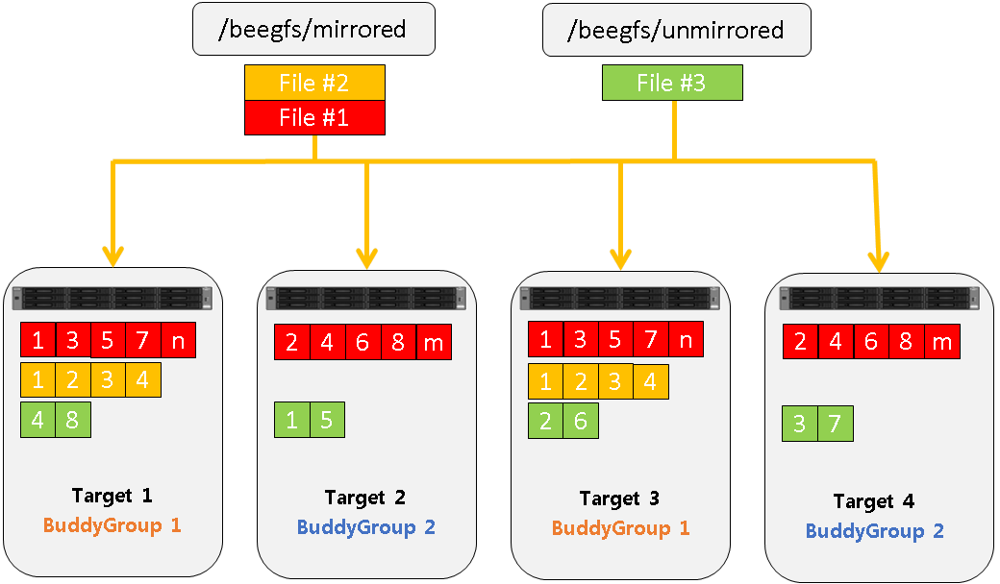 /beegfs/mirrored
/beegfs/unmirrored
File #2
File #1
File #3
1 3 5 7 n
1 2 3 4
4 8
Target 1
BuddyGroup 1
2 4 6 8 m
1 5
Target 2
BuddyGroup 2
1 3 5 7 n
1 2 3 4
2 6
Target 3
BuddyGroup 1
2 4 6 8 m
3 7
Target 4
BuddyGroup 2